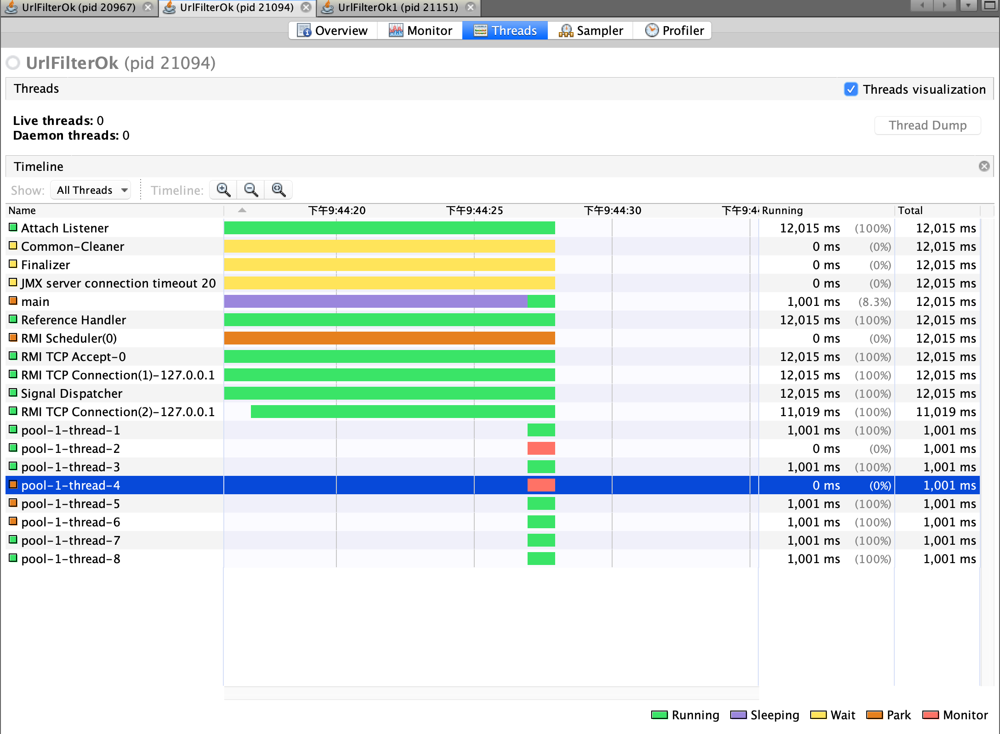 UrlFilterOk (pid 20967) UrlFilterOk (pid 21094) UrlFilterOk1 (pid 21151)
Overview Monitor Threads Sampler Profiler
UrlFilterOk (pid 21094)
Threads Threads visualization
Live threads: 0
Daemon threads: 0
Thread Dump
Timeline
Show: All Threads Timeline:
Name 下午9:44:20 下午9:44:25 下午9:44:30 下午9:4 Running Total
Attach Listener 12,015 ms (100%) 12,015 ms
Common-Cleaner 0 ms (0%) 12,015 ms
Finalizer 0 ms (0%) 12,015 ms
JMX server connection timeout 20 0 ms (0%) 12,015 ms
main 1,001 ms (8.3%) 12,015 ms
Reference Handler 12,015 ms (100%) 12,015 ms
RMI Scheduler(0) 0 ms (0%) 12,015 ms
RMI TCP Accept-0 12,015 ms (100%) 12,015 ms
RMI TCP Connection(1)-127.0.0.1 12,015 ms (100%) 12,015 ms
Signal Dispatcher 12,015 ms (100%) 12,015 ms
RMI TCP Connection(2)-127.0.0.1 11,019 ms (100%) 11,019 ms
pool-1-thread-1 1,001 ms (100%) 1,001 ms
pool-1-thread-2 0 ms (0%) 1,001 ms
pool-1-thread-3 1,001 ms (100%) 1,001 ms
pool-1-thread-4 0 ms (0%) 1,001 ms
pool-1-thread-5 1,001 ms (100%) 1,001 ms
pool-1-thread-6 1,001 ms (100%) 1,001 ms
pool-1-thread-7 1,001 ms (100%) 1,001 ms
pool-1-thread-8 1,001 ms (100%) 1,001 ms
Running Sleeping Wait Park Monitor